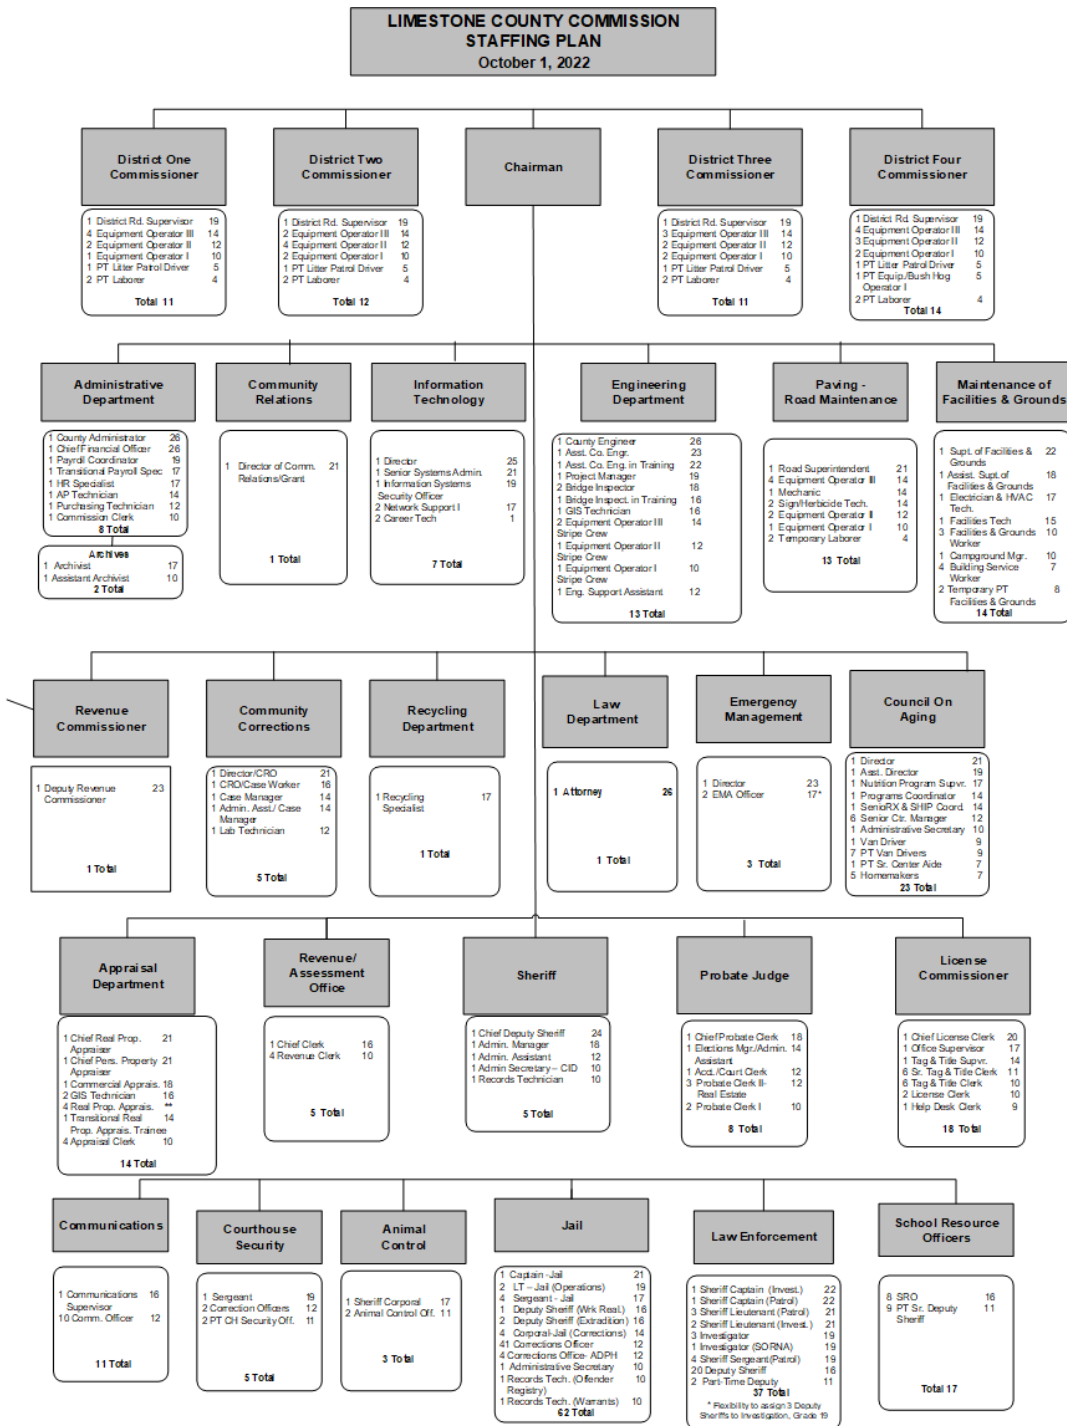 LIMESTONE COUNTY COMMISSION
STAFFING PLAN
October 1, 2022
District One
Commissioner
1 District Rd. Supervisor 19
4 Equipment Operator III 14
2 Equipment Operator II 12
1 Equipment Operator I 10
1 PT Litter Patrol Driver 5
2 PT Laborer 4
Total 11
District Two
Commissioner
1 District Rd. Supervisor 19
2 Equipment Operator III 14
4 Equipment Operator II 12
2 Equipment Operator I 10
1 PT Litter Patrol Driver 5
2 PT Laborer 4
Total 12
Chairman
District Three
Commissioner
1 District Rd. Supervisor 19
3 Equipment Operator III 14
2 Equipment Operator II 12
2 Equipment Operator I 10
1 PT Litter Patrol Driver 5
2 PT Laborer 4
Total 11
District Four
Commissioner
1 District Rd. Supervisor 19
4 Equipment Operator III 14
3 Equipment Operator II 12
2 Equipment Operator I 10
1 PT Litter Patrol Driver 5
1 PT Equip./Bush Hog 5
Operator I
2 PT Laborer 4
Total 14
Administrative
Department
1 County Administrator 26
1 Chief Financial Officer 26
1 Payroll Coordinator 19
1 Transitional Payroll Spec 17
1 HR Specialist 17
1 AP Technician 14
1 Purchasing Technician 12
1 Commission Clerk 10
8 Total
Archives
1 Archivist 17
1 Assistant Archivist 10
2 Total
Community
Relations
1 Director of Comm. 21
Relations/Grant
1 Total
Information
Technology
1 Director 25
1 Senior Systems Admin. 21
1 Information Systems 19
Security Officer
2 Network Support I 17
2 Career Tech 1
7 Total
Engineering
Department
1 County Engineer 26
1 Asst. Co. Engr. 23
1 Asst. Co. Eng. in Training 22
1 Project Manager 19
2 Bridge Inspector 18
1 Bridge Inspect. in Training 16
1 GIS Technician 16
2 Equipment Operator III 14
Stripe Crew
1 Equipment Operator II 12
Stripe Crew
1 Equipment Operator I 10
Stripe Crew
1 Eng. Support Assistant 12
13 Total
Paving -
Road Maintenance
1 Road Superintendent 21
4 Equipment Operator III 14
1 Mechanic 14
2 Sign/Herbicide Tech. 14
2 Equipment Operator II 12
1 Equipment Operator I 10
2 Temporary Laborer 4
13 Total
Maintenance of
Facilities & Grounds
1 Supt. of Facilities & 22
Grounds
1 Assist. Supt. of 18
Facilities & Grounds
1 Electrician & HVAC 17
Tech.
1 Facilities Tech 15
3 Facilities & Grounds 10
Worker
1 Campground Mgr. 10
4 Building Service 7
Worker
2 Temporary PT 8
Facilities & Grounds
14 Total
Revenue
Commissioner
1 Deputy Revenue 23
Commissioner
1 Total
Community
Corrections
1 Director/CRO 21
1 CRO/Case Worker 16
1 Case Manager 14
1 Admin. Asst./ Case 14
Manager
1 Lab Technician 12
5 Total
Recycling
Department
1 Recycling 17
Specialist
1 Total
Law
Department
1 Attorney 26
1 Total
Emergency
Management
1 Director 23
2 EMA Officer 17*
3 Total
Council On
Aging
1 Director 21
1 Asst. Director 19
1 Nutrition Program Supvr. 17
1 Programs Coordinator 14
1 SenioRX & SHIP Coord. 14
6 Senior Ctr. Manager 12
1 Administrative Secretary 10
1 Van Driver 9
7 PT Van Drivers 9
1 PT Sr. Center Aide 7
5 Homemakers 7
23 Total
Appraisal
Department
1 Chief Real Prop. 21
Appraiser
1 Chief Pers. Property 21
Appraiser
1 Commercial Apprais. 18
2 GIS Technician 16
4 Real Prop. Apprais. **
1 Transitional Real 14
Prop. Apprais. Trainee
4 Appraisal Clerk 10
14 Total
Revenue/
Assessment
Office
1 Chief Clerk 16
4 Revenue Clerk 10
5 Total
Sheriff
1 Chief Deputy Sheriff 24
1 Admin. Manager 18
1 Admin. Assistant 12
1 Admin Secretary – CID 10
1 Records Technician 10
5 Total
Probate Judge
1 Chief Probate Clerk 18
1 Elections Mgr./Admin. 14
Assistant
1 Acct./Court Clerk 12
3 Probate Clerk II- 12
Real Estate
2 Probate Clerk I 10
8 Total
License
Commissioner
1 Chief License Clerk 20
1 Office Supervisor 17
1 Tag & Title Supvr. 14
6 Sr. Tag & Title Clerk 11
6 Tag & Title Clerk 10
2 License Clerk 10
1 Help Desk Clerk 9
18 Total
Communications
1 Communications 16
Supervisor
10 Comm. Officer 12
11 Total
Courthouse
Security
1 Sergeant 19
2 Correction Officers 12
2 PT CH Security Off. 11
5 Total
Animal
Control
1 Sheriff Corporal 17
2 Animal Control Off. 11
3 Total
Jail
1 Captain -Jail 21
2 LT – Jail (Operations) 19
4 Sergeant - Jail 17
1 Deputy Sheriff (Wrk Real.) 16
2 Deputy Sheriff (Extradition) 16
4 Corporal-Jail (Corrections) 14
41 Corrections Officer 12
4 Corrections Office- ADPH 12
1 Administrative Secretary 10
1 Records Tech. (Offender 10
Registry)
1 Records Tech. (Warrants) 10
62 Total
Law Enforcement
1 Sheriff Captain (Invest.) 22
1 Sheriff Captain (Patrol) 22
3 Sheriff Lieutenant (Patrol) 21
2 Sheriff Lieutenant (Invest.) 21
3 Investigator 19
1 Investigator (SORNA) 19
4 Sheriff Sergeant (Patrol) 19
20 Deputy Sheriff 16
2 Part-Time Deputy 11
37 Total
* Flexibility to assign 3 Deputy
Sheriffs to Investigation, Grade 19
School Resource
Officers
8 SRO 16
9 PT Sr. Deputy 11
Sheriff
Total 17